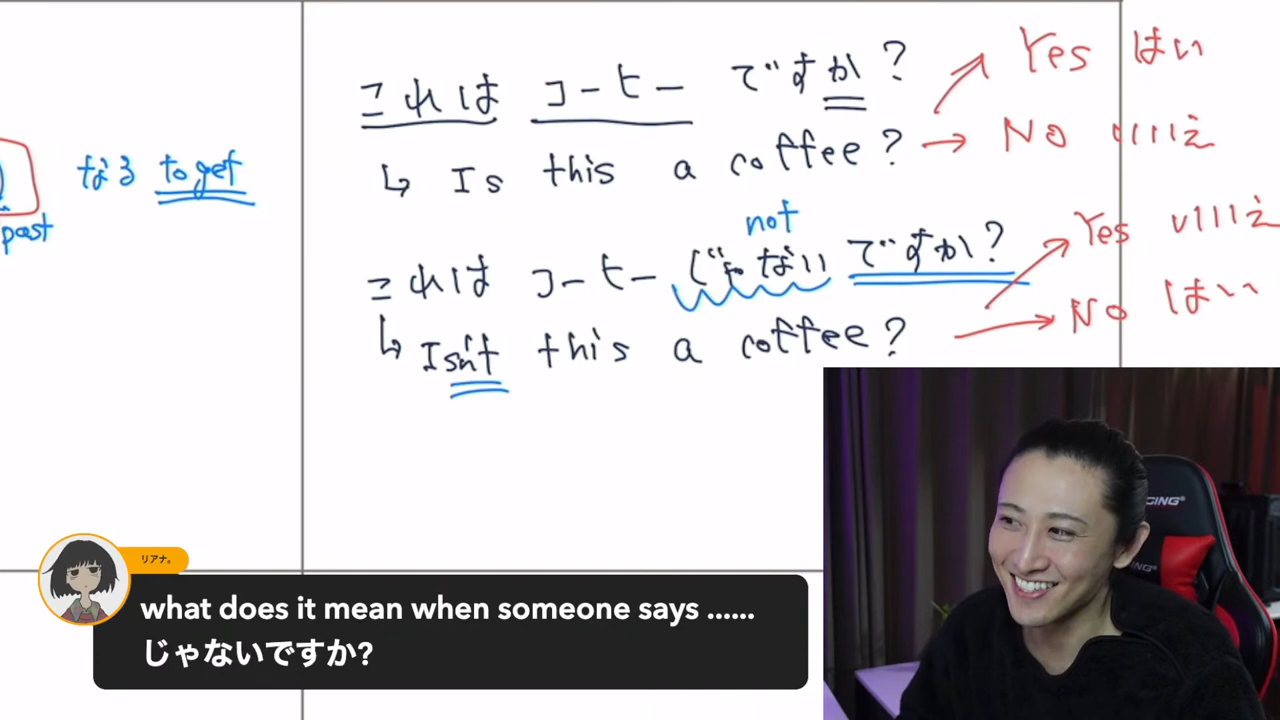 これは コーヒー ですか?
Yes はい
↳ Is this a coffee?
No いいえ
なる to get
past
not
これは コーヒー じゃない ですか?
Yes いいえ
↳ Isn't this a coffee?
No はい
リアナ。
what does it mean when someone says ......
じゃないですか?